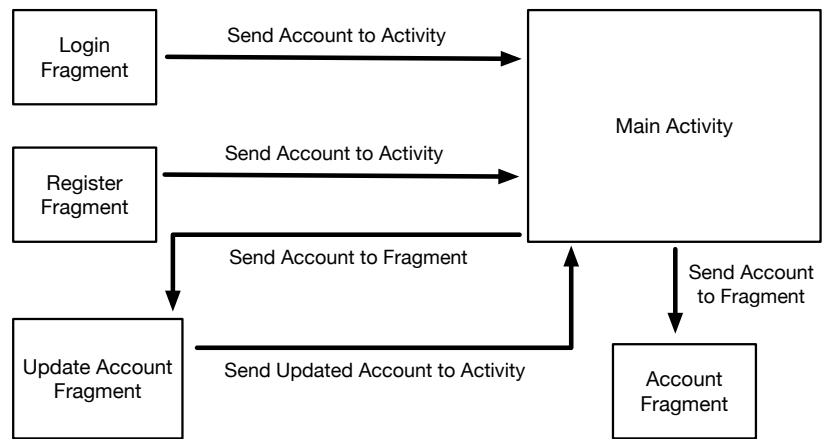 Login
Fragment
Send Account to Activity
Main Activity
Register
Fragment
Send Account to Activity
Send Account to Fragment
Send Account
to Fragment
Update Account
Fragment
Send Updated Account to Activity
Account
Fragment